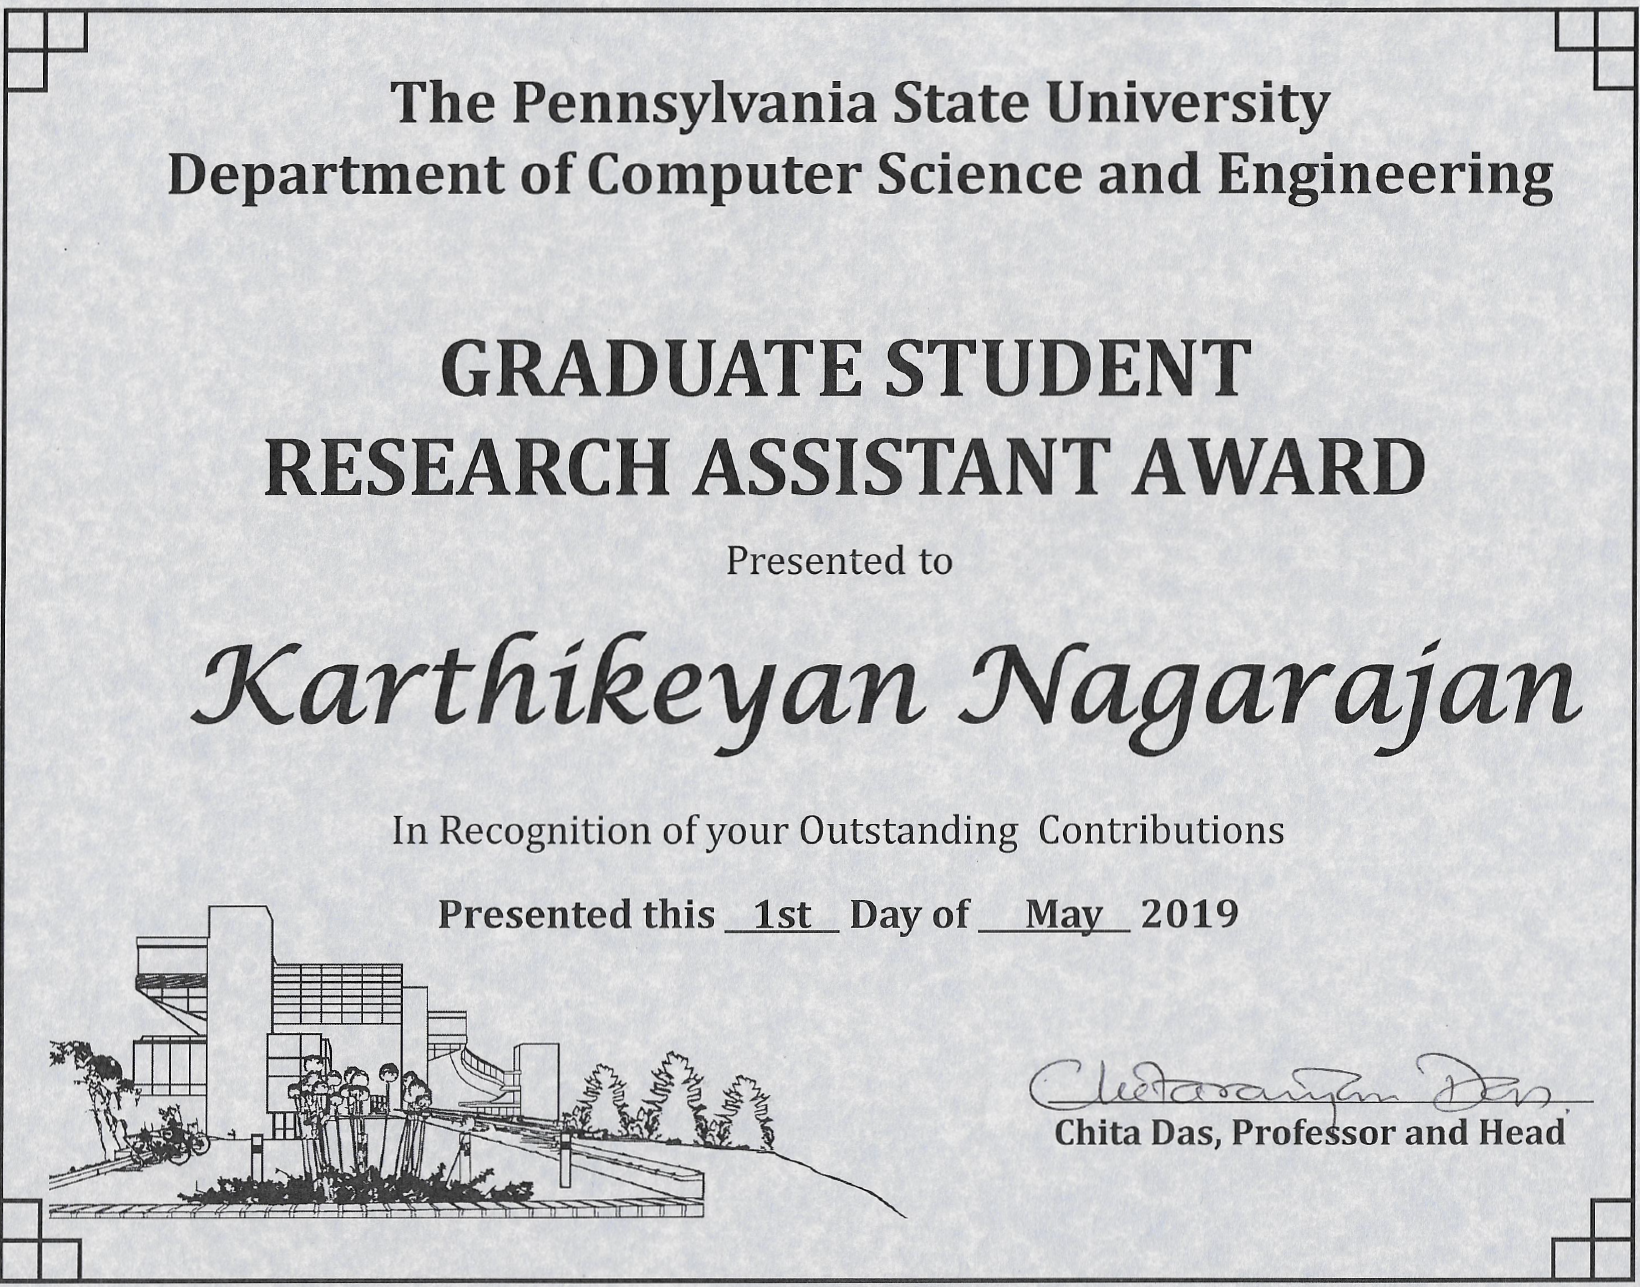 The Pennsylvania State University
Department of Computer Science and Engineering
GRADUATE STUDENT
RESEARCH ASSISTANT AWARD
Presented to
Karthikeyan Nagarajan
In Recognition of your Outstanding Contributions
Presented this 1st Day of May 2019
Chitaranjan Das
Chita Das, Professor and Head